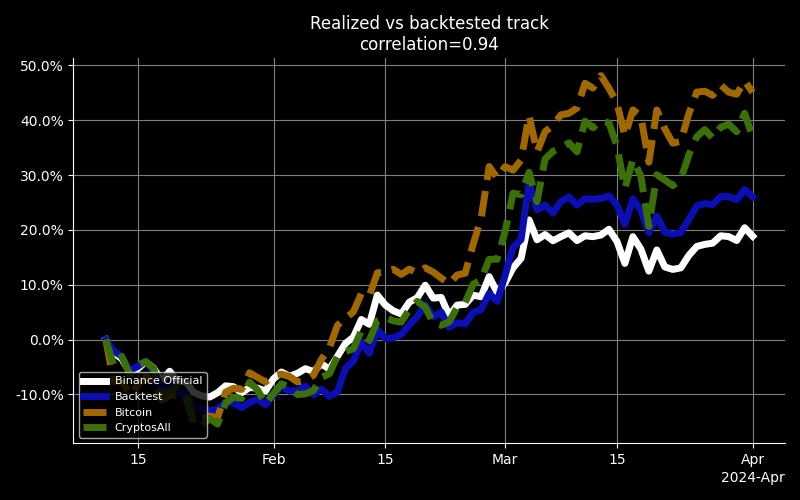 Realized vs backtested track
correlation=0.94
50.0%
40.0%
30.0%
20.0%
10.0%
0.0%
-10.0%
Binance Official
Backtest
Bitcoin
CryptosAll
15
Feb
15
Mar
15
Apr
2024-Apr